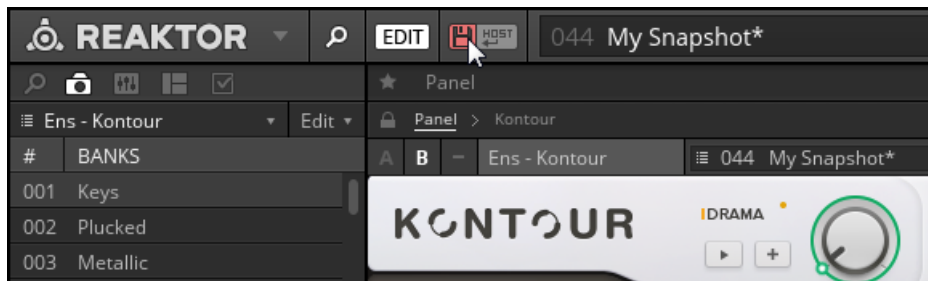 REAKTOR EDIT HOST 044 My Snapshot*
Panel
Ens - Kontour Edit Panel > Kontour
# BANKS A B Ens - Kontour 044 My Snapshot*
001 Keys
002 Plucked
003 Metallic
KONTOUR DRAMA